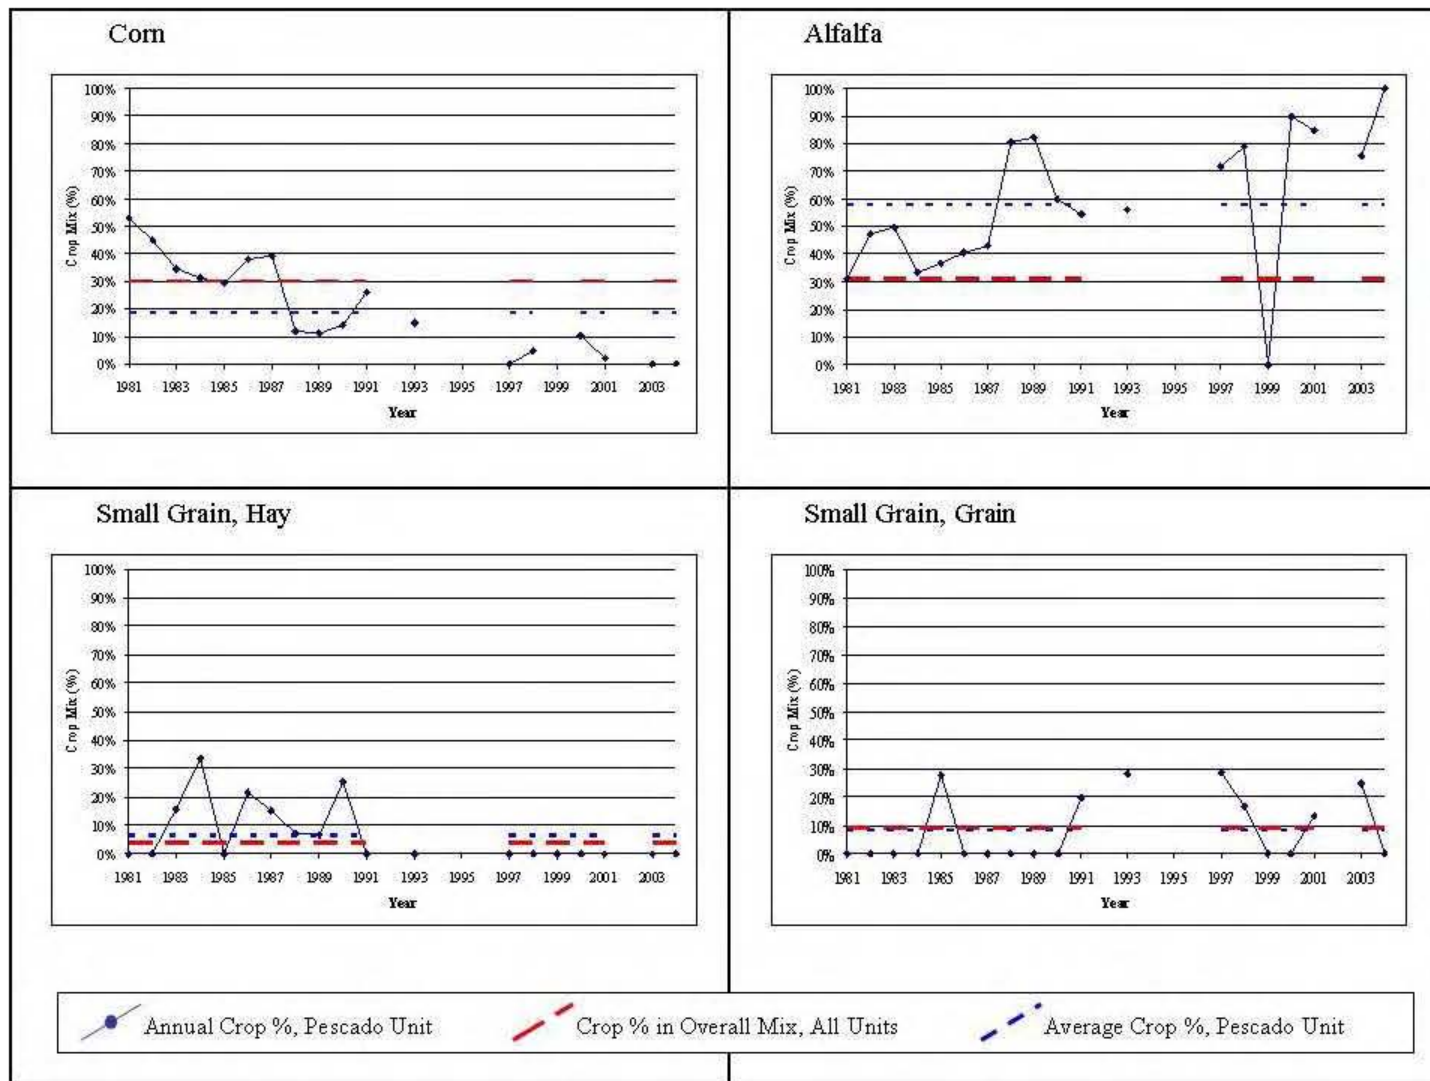 Corn
100%
90%
80%
70%
60%
50%
40%
30%
20%
10%
0%
Crop Mix (%)
1981 1983 1985 1987 1989 1991 1993 1995 1997 1999 2001 2003
Year
Alfalfa
100%
90%
80%
70%
60%
50%
40%
30%
20%
10%
0%
Crop Mix (%)
1981 1983 1985 1987 1989 1991 1993 1995 1997 1999 2001 2003
Year
Small Grain, Hay
100%
90%
80%
70%
60%
50%
40%
30%
20%
10%
0%
Crop Mix (%)
1981 1983 1985 1987 1989 1991 1993 1995 1997 1999 2001 2003
Year
Small Grain, Grain
100%
90%
80%
70%
60%
50%
40%
30%
20%
10%
0%
Crop Mix (%)
1981 1983 1985 1987 1989 1991 1993 1995 1997 1999 2001 2003
Year
Annual Crop %, Pescado Unit Crop % in Overall Mix, All Units Average Crop %, Pescado Unit